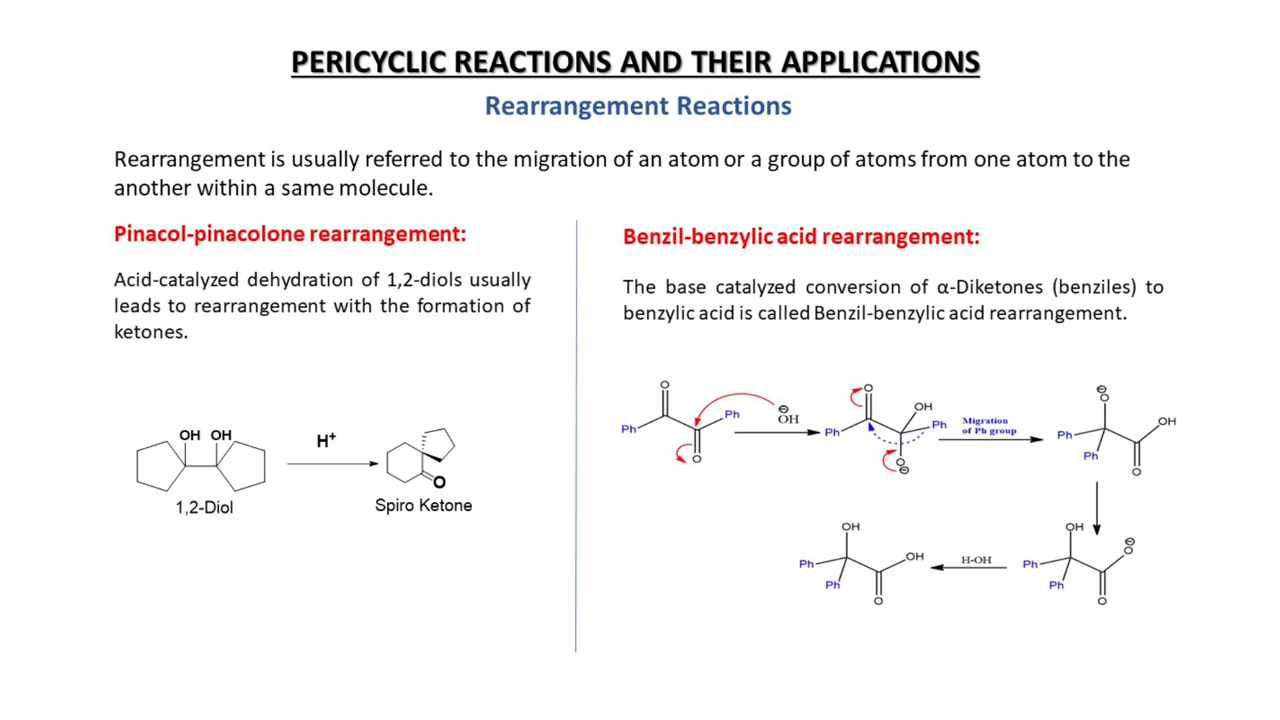 PERICYCLIC REACTIONS AND THEIR APPLICATIONS
Rearrangement Reactions
Rearrangement is usually referred to the migration of an atom or a group of atoms from one atom to the
another within a same molecule.
Pinacol-pinacolone rearrangement:
Acid-catalyzed dehydration of 1,2-diols usually
leads to rearrangement with the formation of
ketones.
OH OH
H+
O
1,2-Diol
Spiro Ketone
Benzil-benzylic acid rearrangement:
The base catalyzed conversion of α-Diketones (benziles) to
benzylic acid is called Benzil-benzylic acid rearrangement.
O
Ph
Ph
O
⊖
OH
O
OH
Ph
Ph
O
⊖
Migration
of Ph group
⊖
O
OH
Ph
Ph
O
OH
⊖
O
Ph
Ph
O
H-OH
OH
OH
Ph
Ph
O